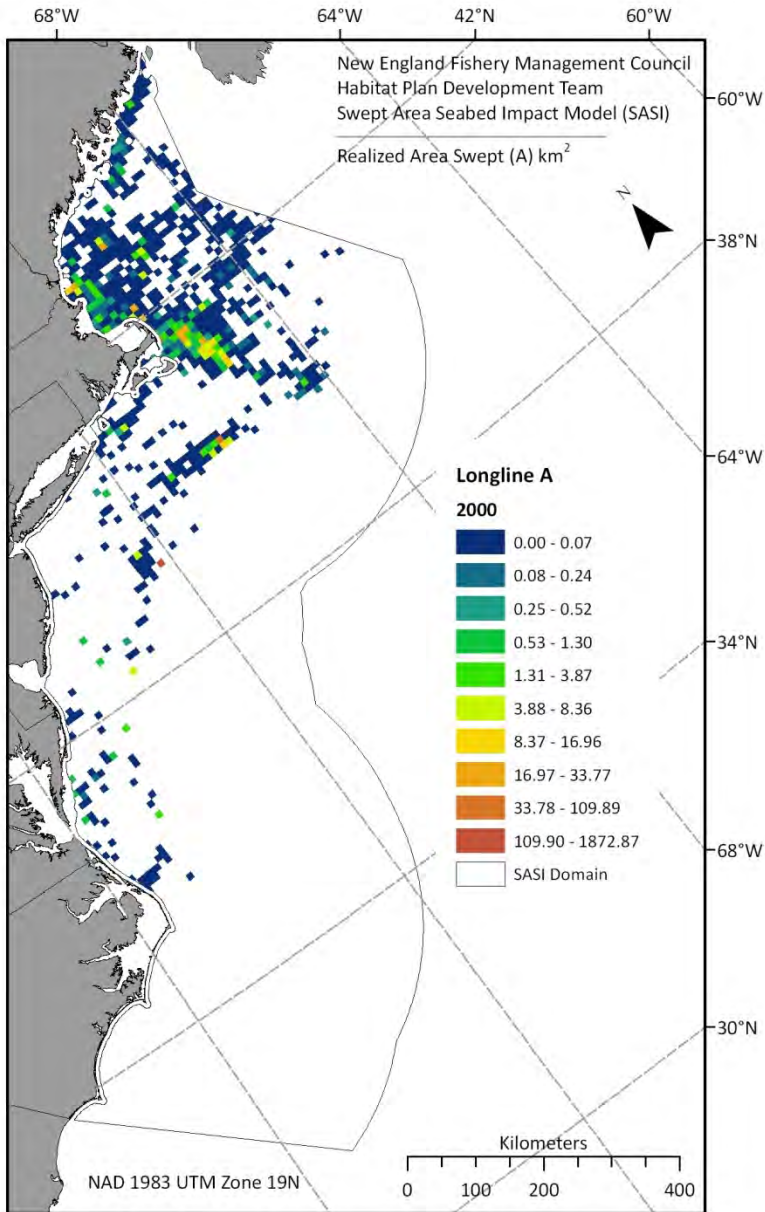 68°W 64°W 42°N 60°W
New England Fishery Management Council
Habitat Plan Development Team
Swept Area Seabed Impact Model (SASI)
Realized Area Swept (A) km²
N
60°W
38°N
64°W
34°N
68°W
30°N
Longline A
2000
0.00 - 0.07
0.08 - 0.24
0.25 - 0.52
0.53 - 1.30
1.31 - 3.87
3.88 - 8.36
8.37 - 16.96
16.97 - 33.77
33.78 - 109.89
109.90 - 1872.87
SASI Domain
Kilometers
0 100 200 300 400
NAD 1983 UTM Zone 19N